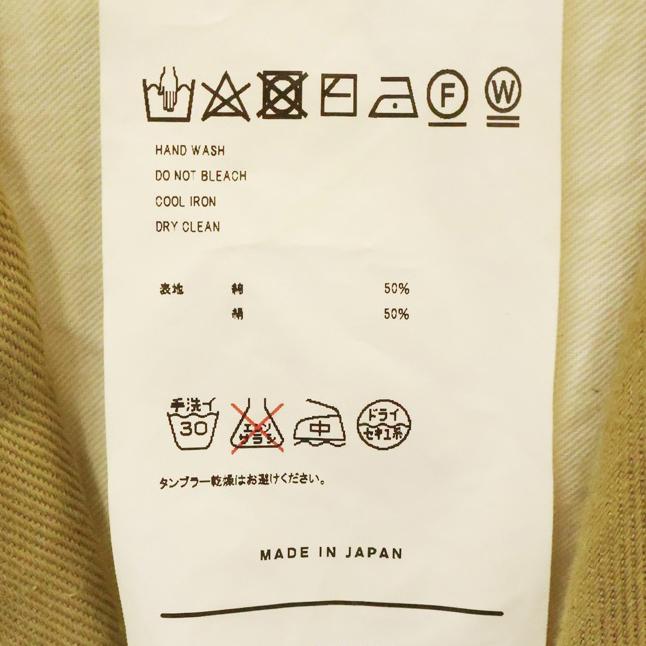 F W
HAND WASH
DO NOT BLEACH
COOL IRON
DRY CLEAN
表地 綿 50%
絹 50%
手洗イ 30 エンソサラシ 中 ドライ セキユ系
タンブラー乾燥はお避けください。
MADE IN JAPAN